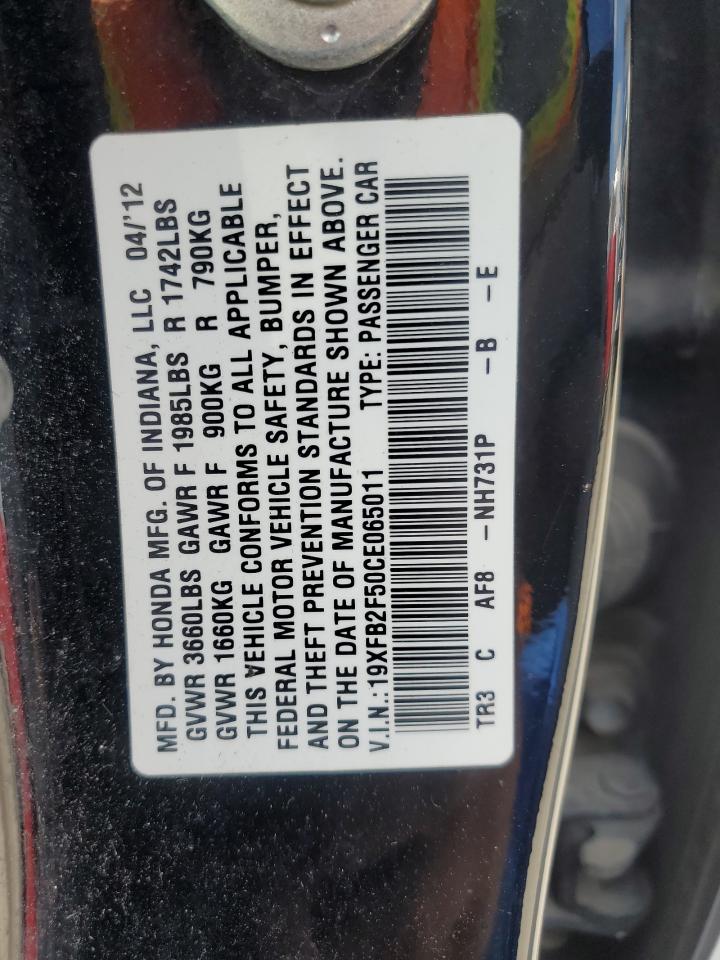 MFD. BY HONDA MFG. OF INDIANA, LLC 04/'12
GVWR 3660LBS GAWR F 1985LBS R 1742LBS
GVWR 1660KG GAWR F 900KG R 790KG
THIS VEHICLE CONFORMS TO ALL APPLICABLE
FEDERAL MOTOR VEHICLE SAFETY, BUMPER,
AND THEFT PREVENTION STANDARDS IN EFFECT
ON THE DATE OF MANUFACTURE SHOWN ABOVE.
V.I.N.:19XFB2F50CE065011 TYPE: PASSENGER CAR
TR3 C AF8 -NH731P -B -E